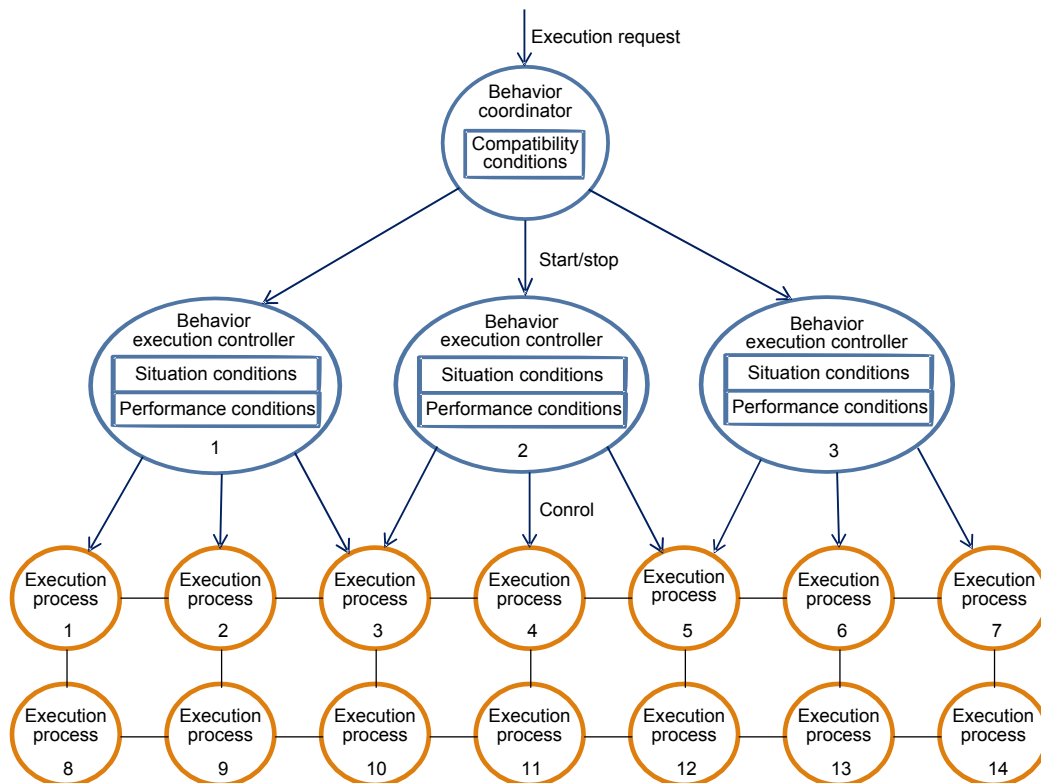 Execution request
Behavior
coordinator
Compatibility
conditions
Start/stop
Behavior
execution controller
Situation conditions
Performance conditions
1
Behavior
execution controller
Situation conditions
Performance conditions
2
Behavior
execution controller
Situation conditions
Performance conditions
3
Conrol
Execution
process
1
Execution
process
2
Execution
process
3
Execution
process
4
Execution
process
5
Execution
process
6
Execution
process
7
Execution
process
8
Execution
process
9
Execution
process
10
Execution
process
11
Execution
process
12
Execution
process
13
Execution
process
14